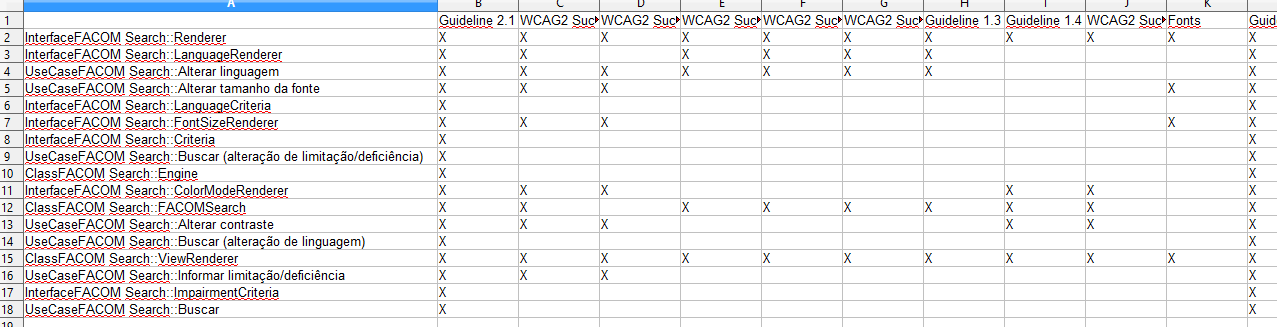 A B C D E F G H I J K
1 Guideline 2.1 WCAG2 Suc WCAG2 Suc WCAG2 Suc WCAG2 Suc WCAG2 Suc Guideline 1.3 Guideline 1.4 WCAG2 Suc Fonts Guid
2 InterfaceFACOM Search::Renderer X X X X X X X X X X X
3 InterfaceFACOM Search::LanguageRenderer X X X X X X X
4 UseCaseFACOM Search::Alterar linguagem X X X X X X X X
5 UseCaseFACOM Search::Alterar tamanho da fonte X X X X X
6 InterfaceFACOM Search::LanguageCriteria X X
7 InterfaceFACOM Search::FontSizeRenderer X X X X X
8 InterfaceFACOM Search::Criteria X X
9 UseCaseFACOM Search::Buscar (alteração de limitação/deficiência) X X
10 ClassFACOM Search::Engine X X
11 InterfaceFACOM Search::ColorModeRenderer X X X X X X
12 ClassFACOM Search::FACOMSearch X X X X X X X X X
13 UseCaseFACOM Search::Alterar contraste X X X X X X
14 UseCaseFACOM Search::Buscar (alteração de linguagem) X X
15 ClassFACOM Search::ViewRenderer X X X X X X X X X X X
16 UseCaseFACOM Search::Informar limitação/deficiência X X X X
17 InterfaceFACOM Search::ImpairmentCriteria X X
18 UseCaseFACOM Search::Buscar X X
19